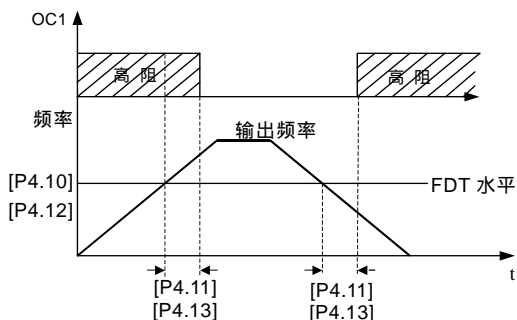 OC1
高 阻
高 阻
频率
输出频率
[P4.10]
FDT 水平
[P4.12]
t
[P4.11]
[P4.11]
[P4.13]
[P4.13]